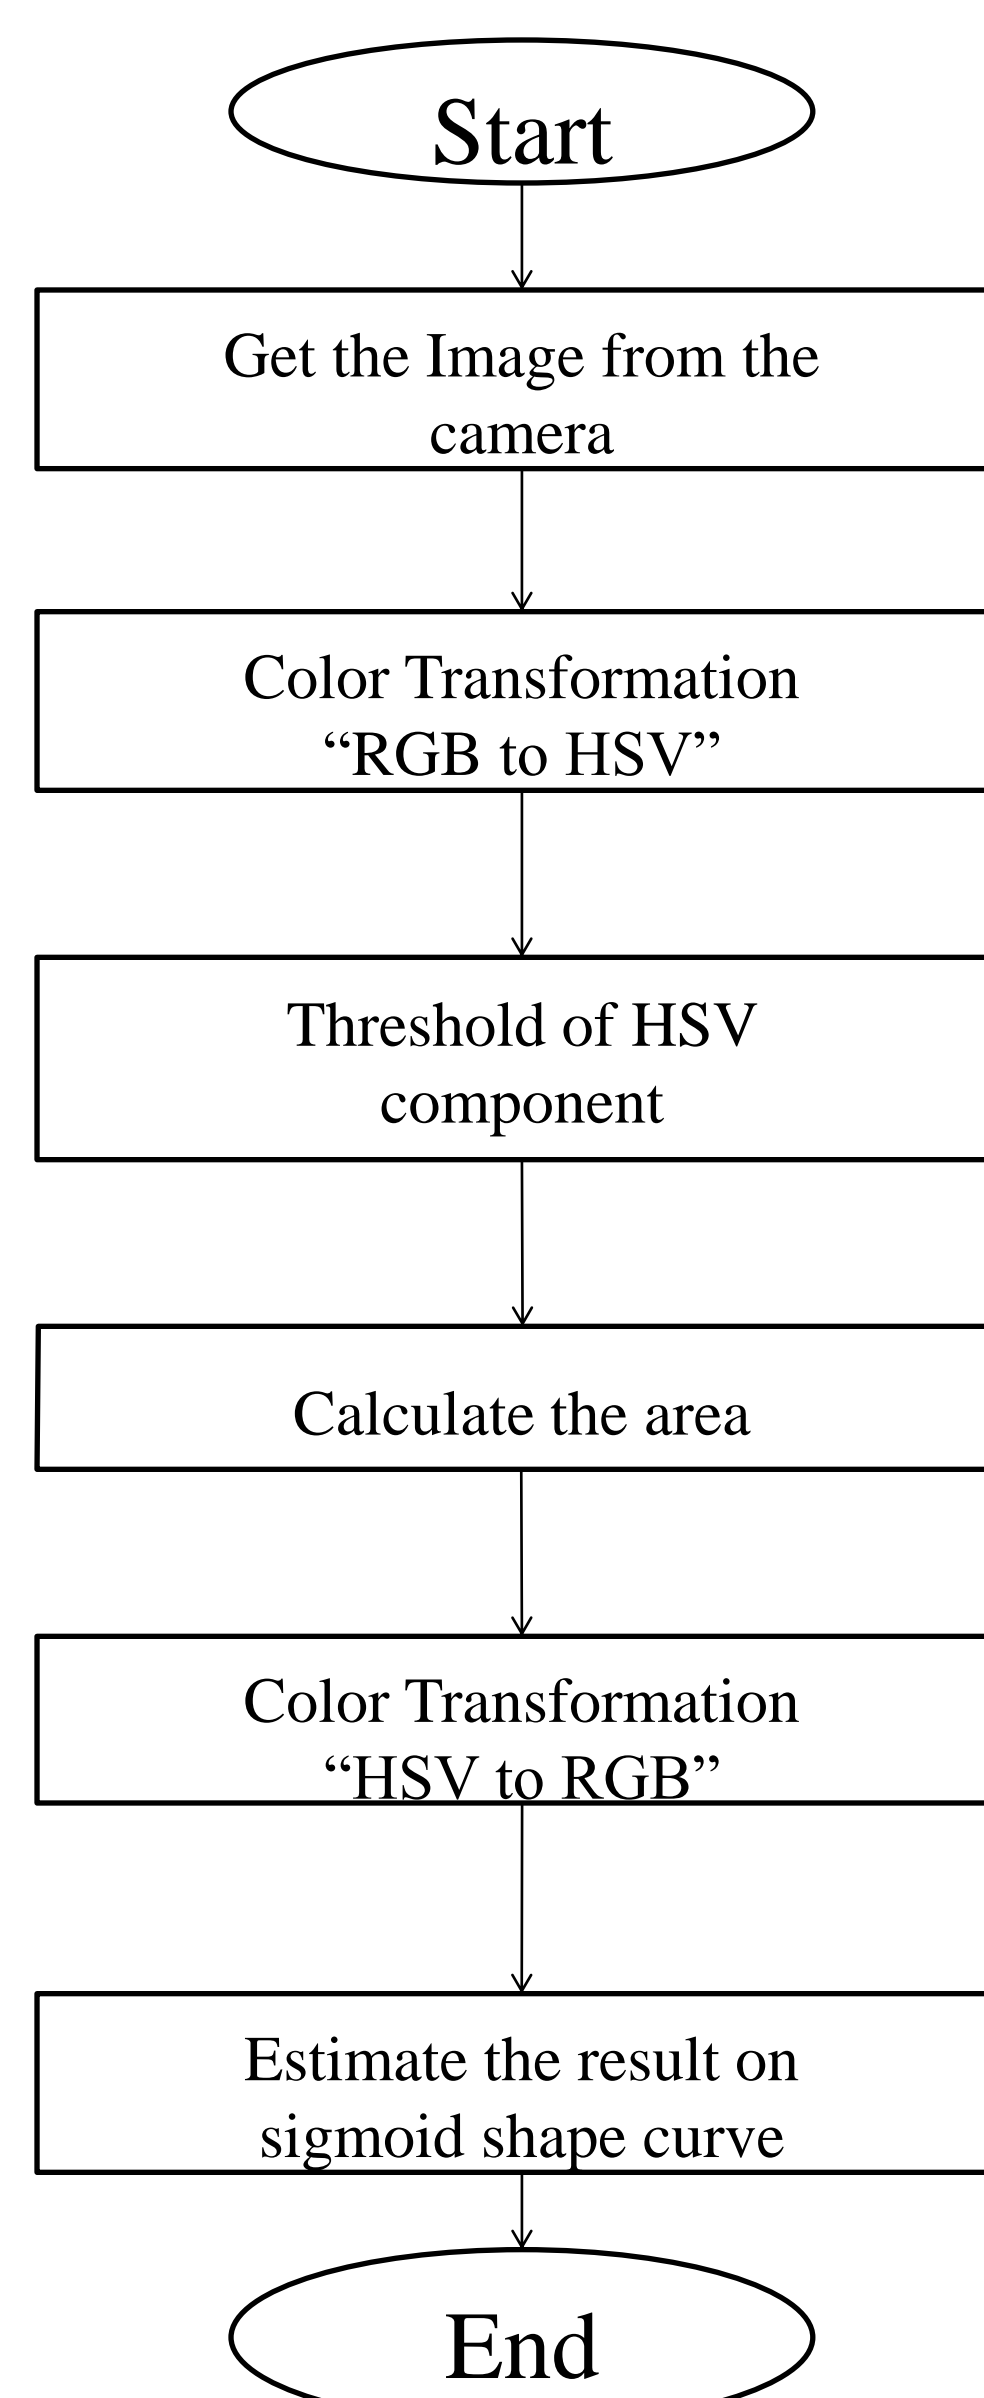 Start
Get the Image from the
camera
Color Transformation
“RGB to HSV”
Threshold of HSV
component
Calculate the area
Color Transformation
“HSV to RGB”
Estimate the result on
sigmoid shape curve
End